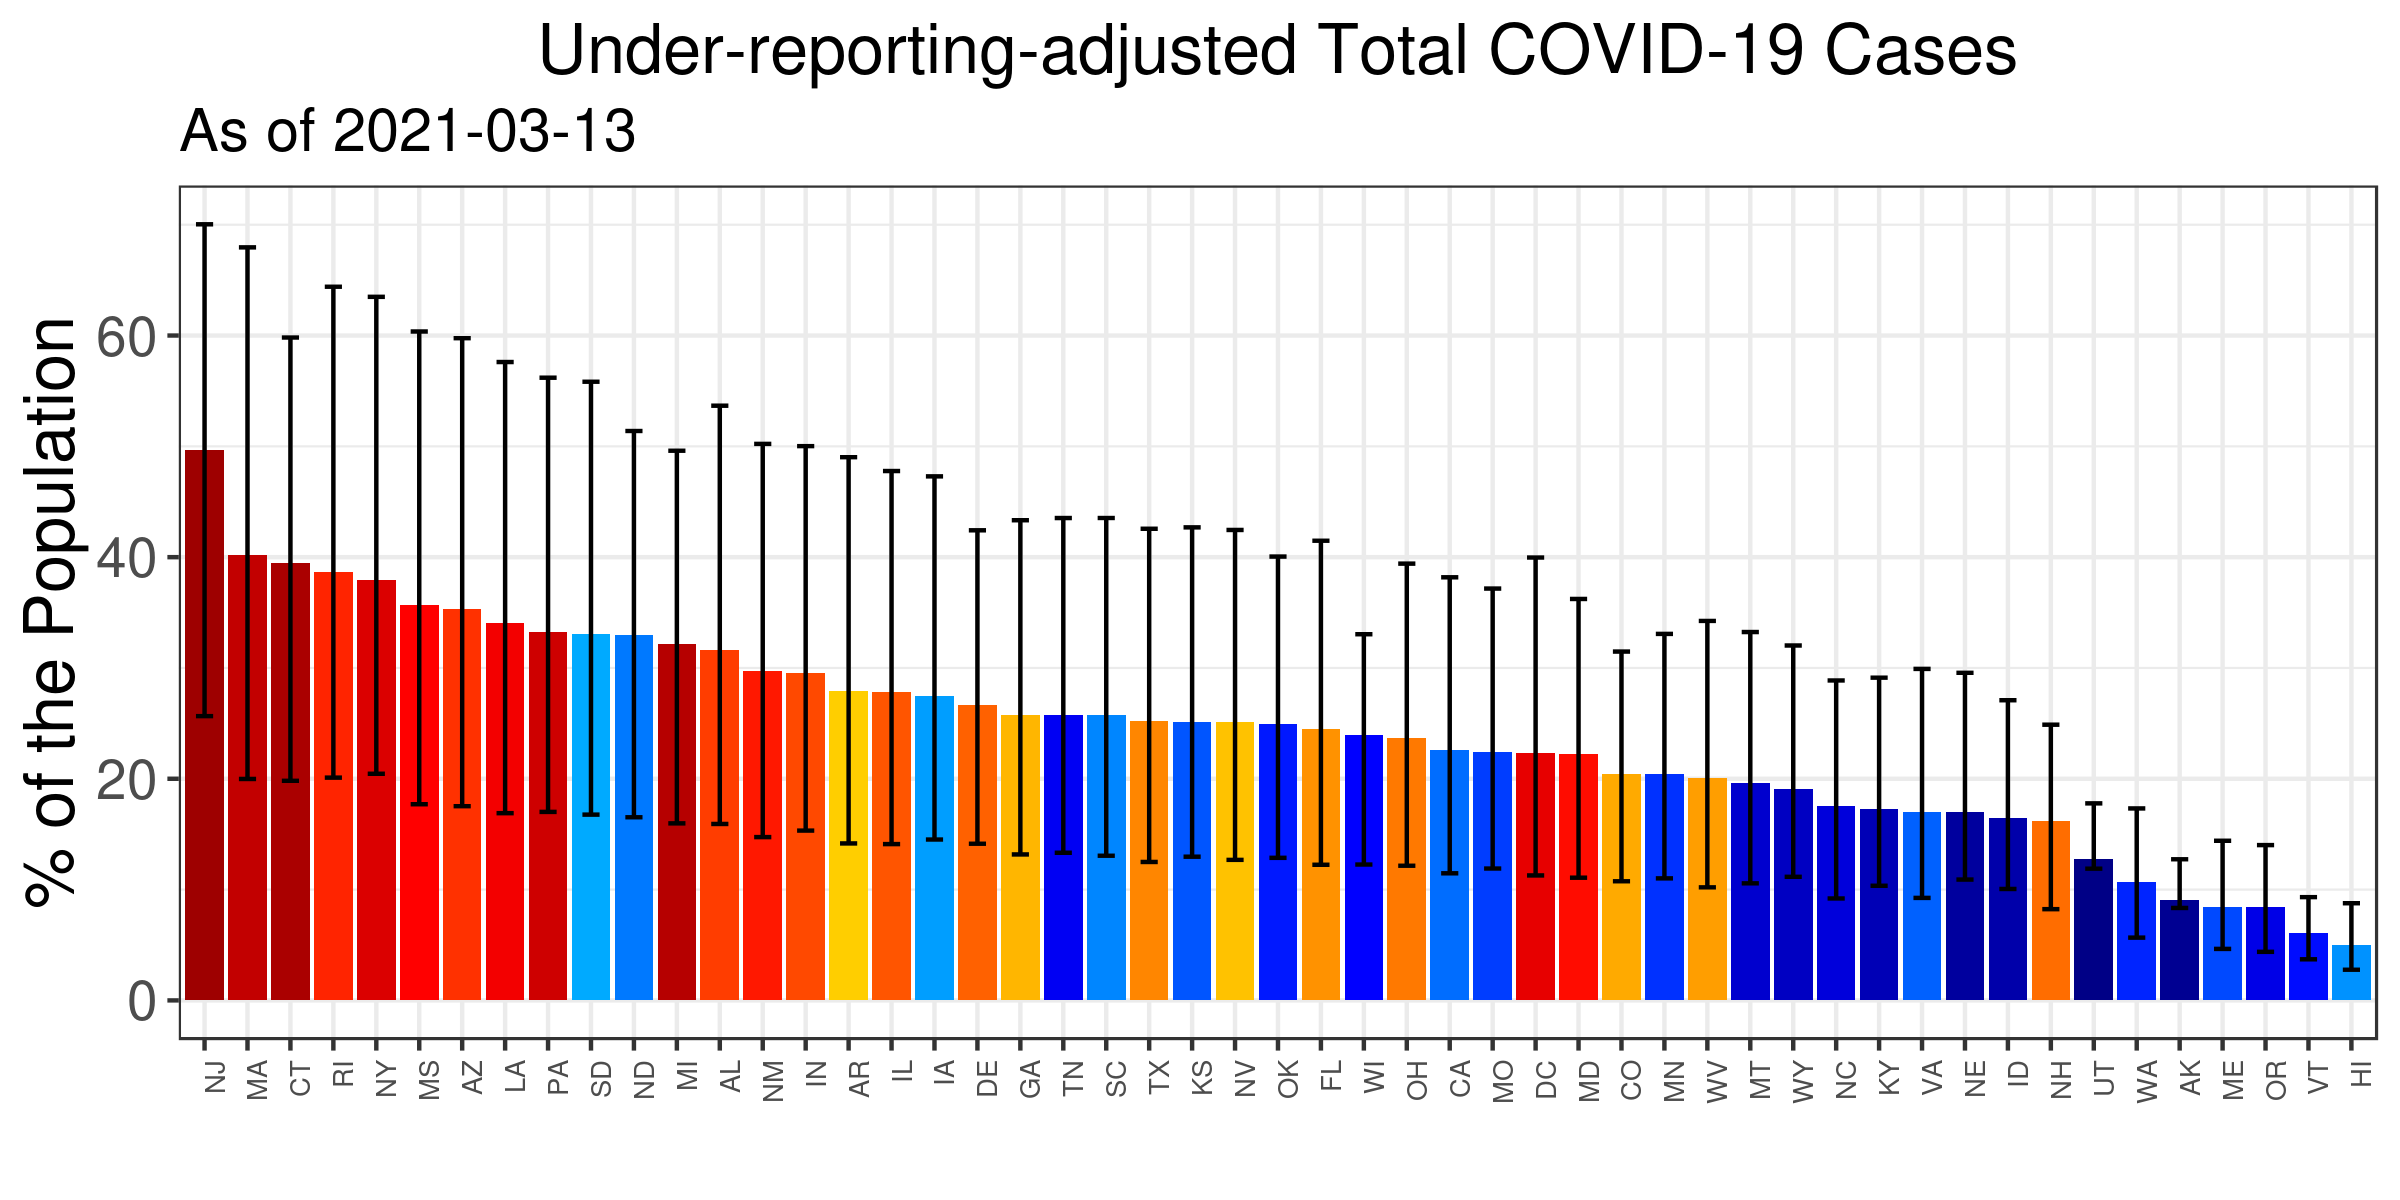 Under-reporting-adjusted Total COVID-19 Cases
As of 2021-03-13
% of the Population
60
40
20
0
NJ MA CT RI NY MS AZ LA PA SD ND MI AL NM IN AR IL IA DE GA TN SC TX KS NV OK FL WI OH CA MO DC MD CO MN WV MT WY NC KY VA NE ID NH UT WA AK ME OR VT HI